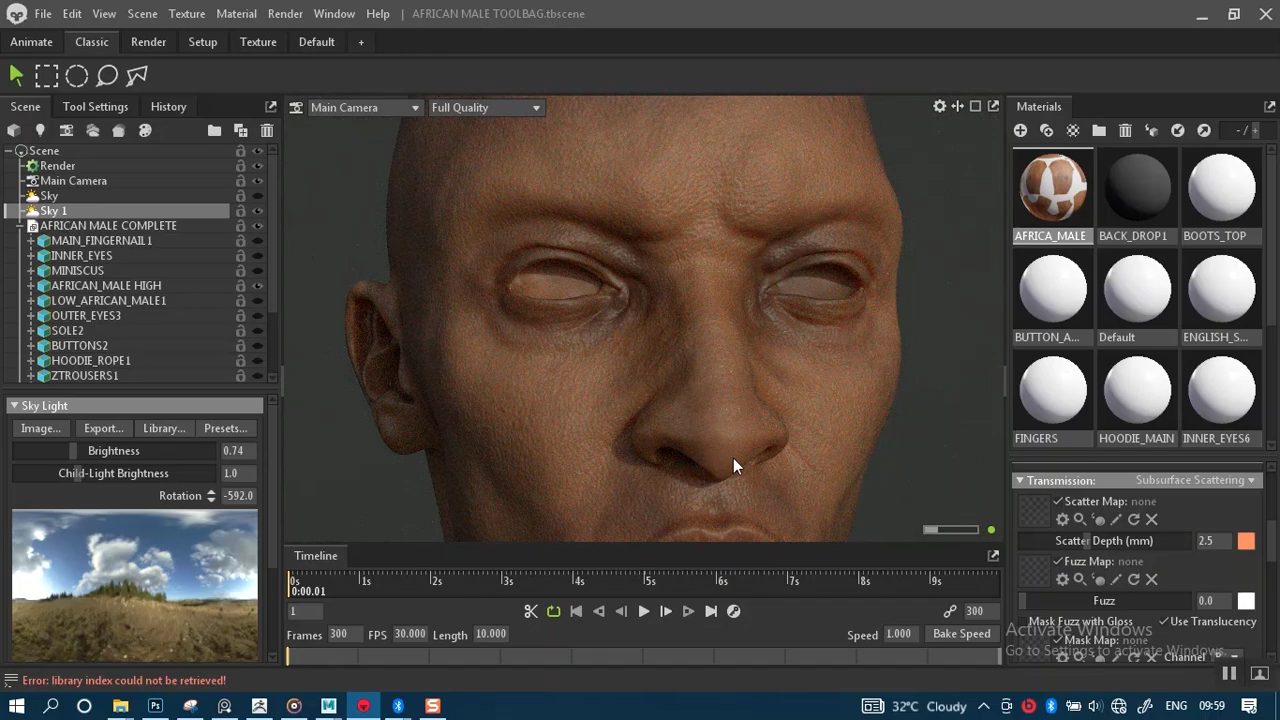 File Edit View Scene Texture Material Render Window Help AFRICAN MALE TOOLBAG.tbscene
Animate Classic Render Setup Texture Default +
Scene Tool Settings History
Main Camera Full Quality
Materials
- / +
Scene
Render
Main Camera
Sky
Sky 1
AFRICAN MALE COMPLETE
MAIN_FINGERNAIL1
INNER_EYES
MINISCUS
AFRICAN MALE HIGH
LOW_AFRICAN_MALE1
OUTER_EYES3
SOLE2
BUTTONS2
HOODIE_ROPE1
ZTROUSERS1
AFRICA_MALE BACK_DROP1 BOOTS_TOP
BUTTON_A... Default ENGLISH_S...
FINGERS HOODIE_MAIN INNER_EYES6
Sky Light
Image... Export... Library... Presets...
Brightness 0.74
Child-Light Brightness 1.0
Rotation -592.0
Transmission: Subsurface Scattering
Scatter Map: none
Scatter Depth (mm) 2.5
Fuzz Map: none
Fuzz 0.0
Mask Fuzz with Gloss Use Translucency
Mask Map: none
Channel
Activate Windows
Go to Settings to activate Windows.
Timeline
0s 1s 2s 3s 4s 5s 6s 7s 8s 9s
0:00.01
1 300
Frames 300 FPS 30.000 Length 10.000 Speed 1.000 Bake Speed
Error: library index could not be retrieved!
32°C Cloudy ENG 09:59